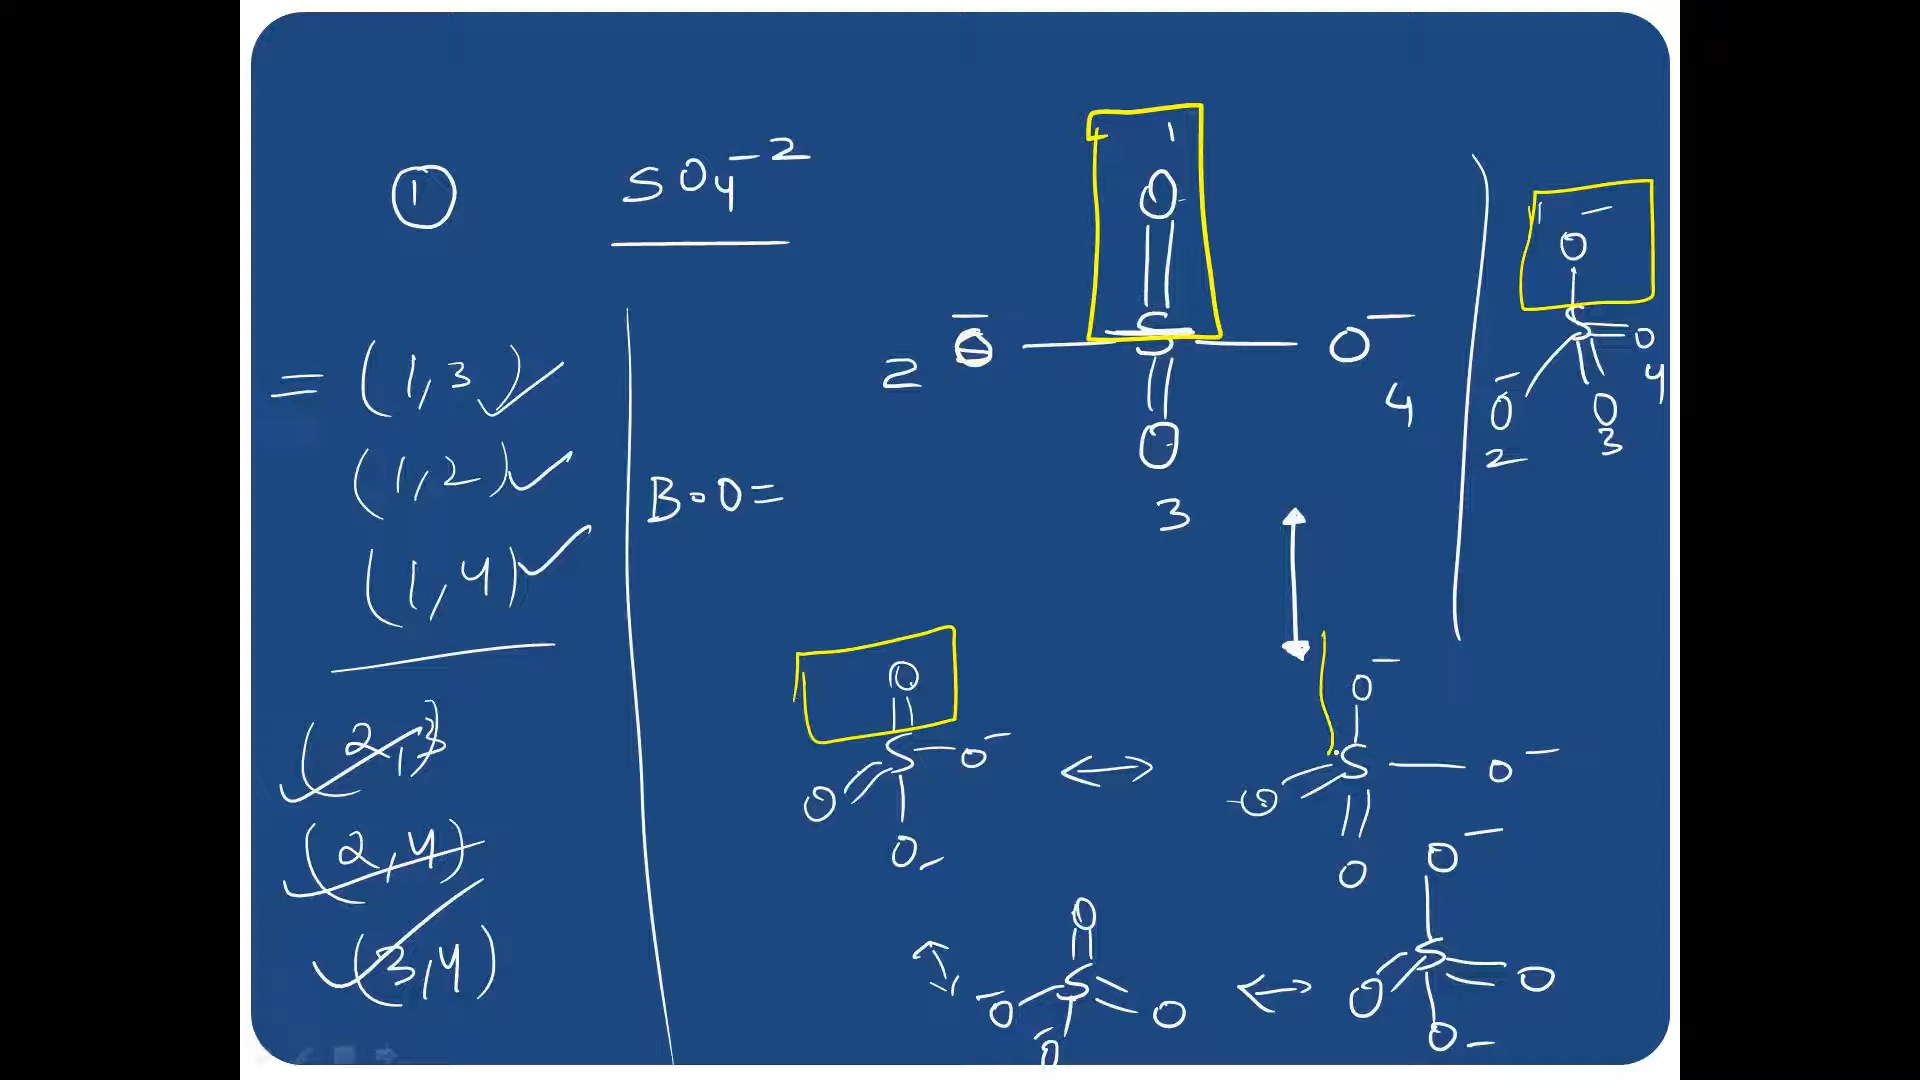 ① SO₄⁻²
= (1,3) ✓
(1,2) ✓
(1,4) ✓
(2,3) ✓
(2,4) ✓
(3,4) ✓
B.O =
1
O
⁻O S O⁻
2 4
O
3
1 O⁻
S O 4
O⁻ O
2 3
O
S O⁻
O
O⁻
↔
O⁻
S O⁻
O
O
↔
O
S
⁻O O
O⁻
↔
O⁻
S
O O
O⁻